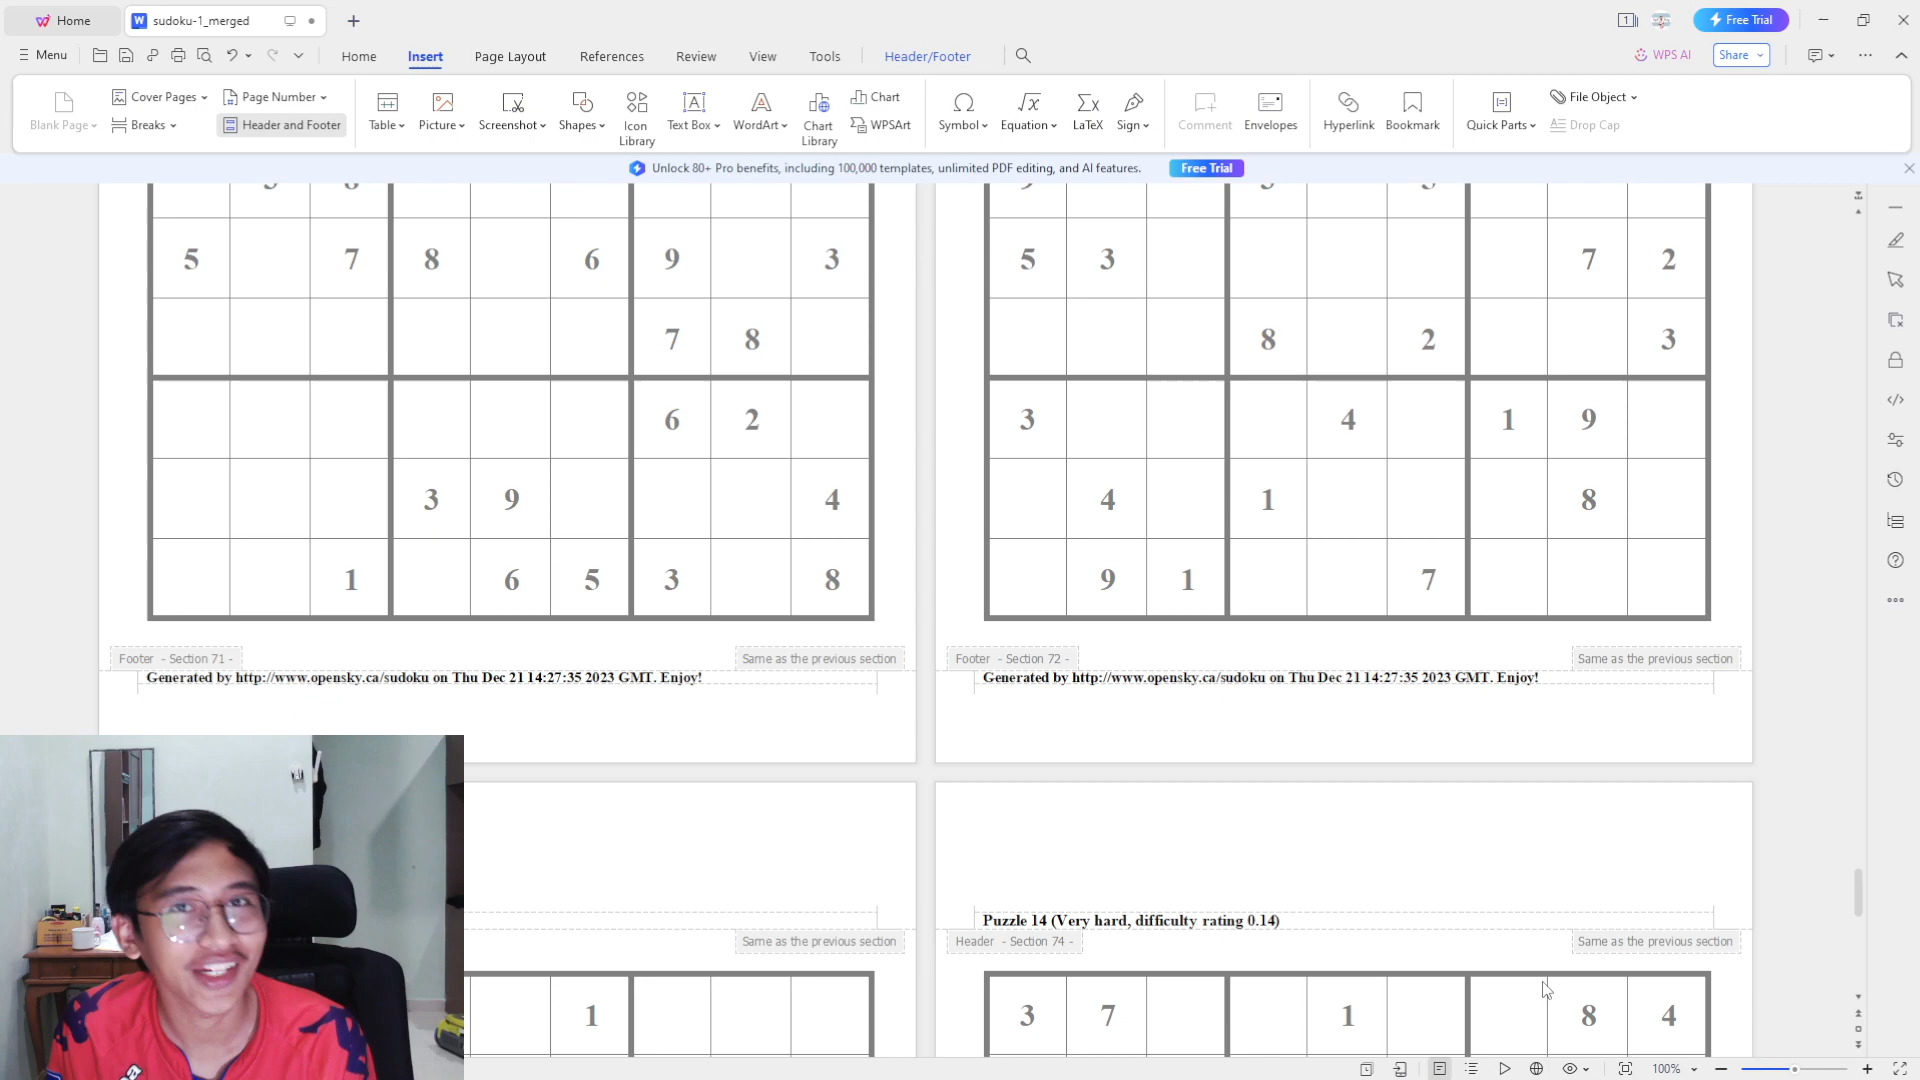 Home
sudoku-1_merged
Free Trial
Menu
Home Insert Page Layout References Review View Tools Header/Footer
WPS AI
Share
Blank Page
Cover Pages
Page Number
Breaks
Header and Footer
Table
Picture
Screenshot
Shapes
Icon
Library
Text Box
WordArt
Chart
Library
Chart
WPSArt
Symbol
Equation
LaTeX
Sign
Comment
Envelopes
Hyperlink
Bookmark
Quick Parts
File Object
Drop Cap
Unlock 80+ Pro benefits, including 100,000 templates, unlimited PDF editing, and AI features.
Free Trial
5 7 8 6 9 3
7 8
6 2
3 9 4
1 6 5 3 8
Footer - Section 71 -
Same as the previous section
Generated by http://www.opensky.ca/sudoku on Thu Dec 21 14:27:35 2023 GMT. Enjoy!
5 3 7 2
8 2 3
3 4 1 9
4 1 8
9 1 7
Footer - Section 72 -
Same as the previous section
Generated by http://www.opensky.ca/sudoku on Thu Dec 21 14:27:35 2023 GMT. Enjoy!
Same as the previous section
1
Puzzle 14 (Very hard, difficulty rating 0.14)
Header - Section 74 -
Same as the previous section
3 7 1 8 4
100%